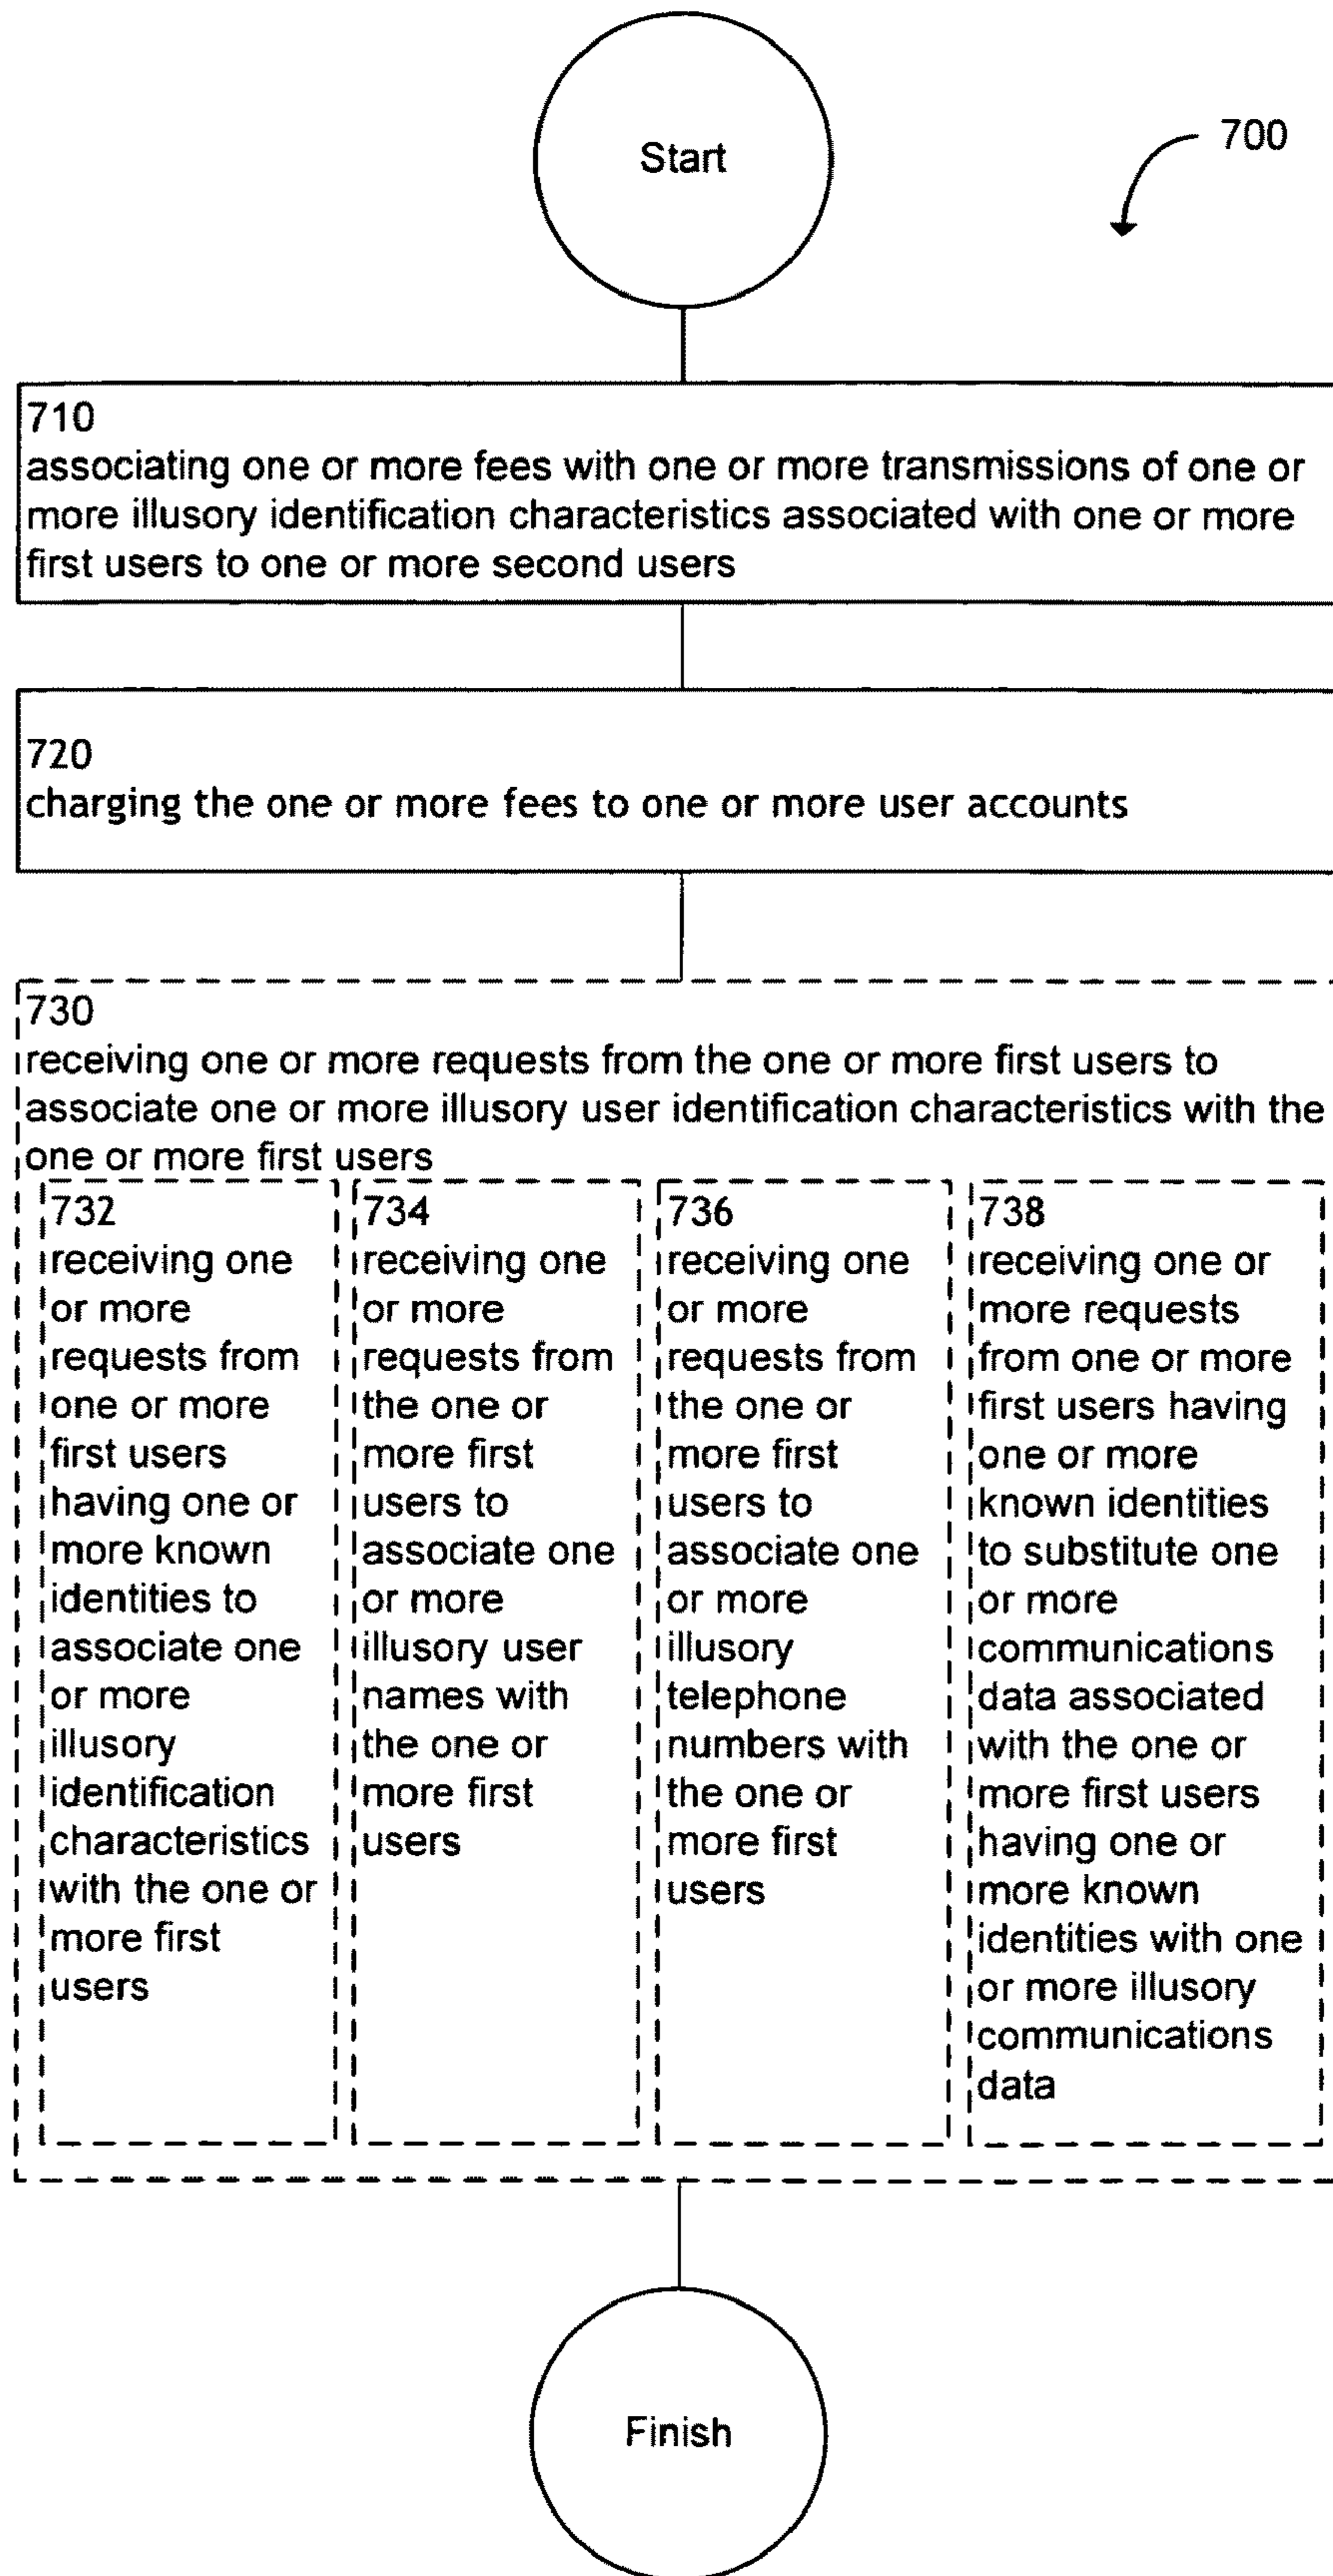 Start
700
710
associating one or more fees with one or more transmissions of one or
more illusory identification characteristics associated with one or more
first users to one or more second users
720
charging the one or more fees to one or more user accounts
730
receiving one or more requests from the one or more first users to
associate one or more illusory user identification characteristics with the
one or more first users
732
receiving one
or more
requests from
one or more
first users
having one or
more known
identities to
associate one
or more
illusory
identification
characteristics
with the one or
more first
users
734
receiving one
or more
requests from
the one or
more first
users to
associate one
or more
illusory user
names with
the one or
more first
users
736
receiving one
or more
requests from
the one or
more first
users to
associate one
or more
illusory
telephone
numbers with
the one or
more first
users
738
receiving one or
more requests
from one or more
first users having
one or more
known identities
to substitute one
or more
communications
data associated
with the one or
more first users
having one or
more known
identities with one
or more illusory
communications
data
Finish